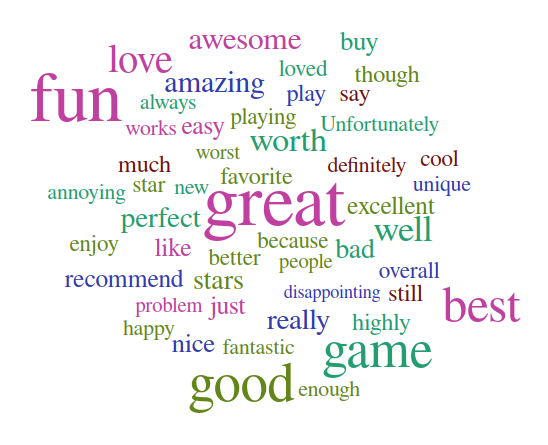 awesome
buy
love
loved
though
amazing
fun
play
say
always
playing
Unfortunately
works
easy
worth
worst
definitely
cool
much
favorite
unique
annoying
star
new
great
excellent
perfect
well
enjoy
like
because
bad
better
people
overall
recommend
stars
disappointing
still
best
problem
just
really
highly
happy
nice
fantastic
game
good
enough